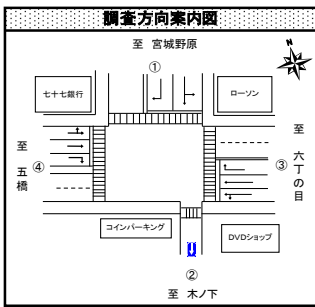 調査方向案内図
至 宮城野原
N
①
七十七銀行
ローソン
至 五橋
④
③
至 六丁の目
コインパーキング
DVDショップ
②
至 木ノ下